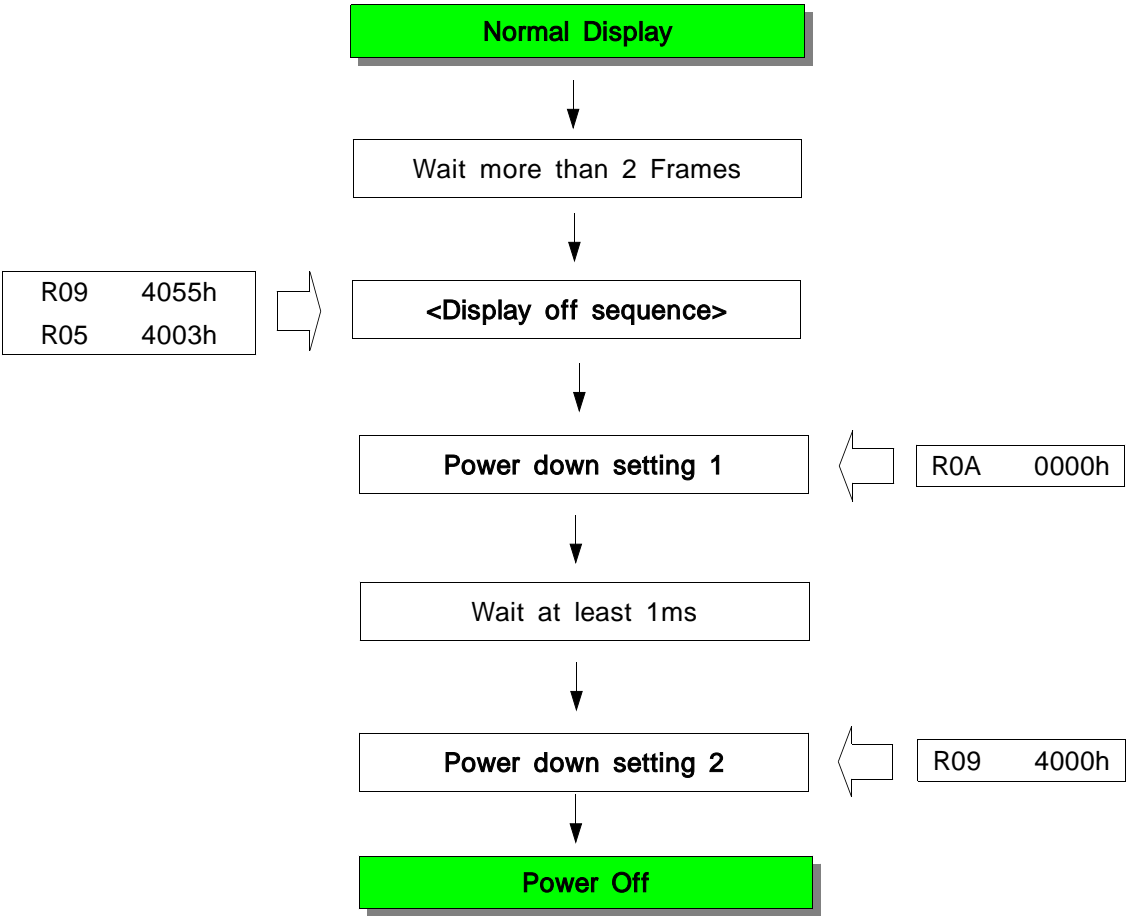 Normal Display
Wait more than 2 Frames
R09 4055h
R05 4003h
<Display off sequence>
Power down setting 1
R0A 0000h
Wait at least 1ms
Power down setting 2
R09 4000h
Power Off